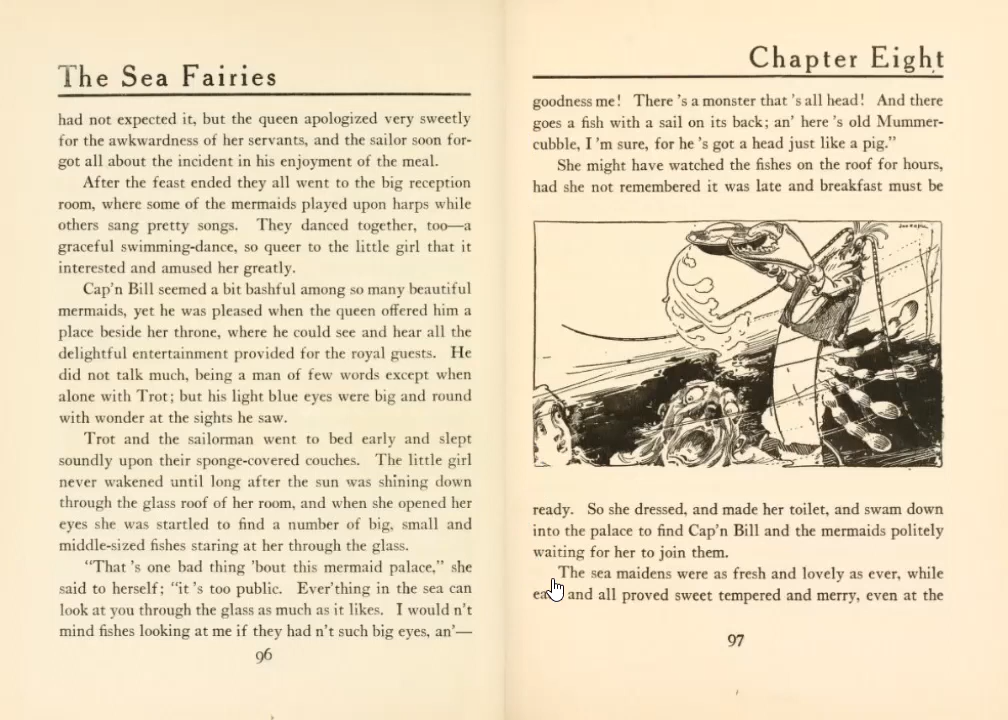 The Sea Fairies
had not expected it, but the queen apologized very sweetly
for the awkwardness of her servants, and the sailor soon for-
got all about the incident in his enjoyment of the meal.
After the feast ended they all went to the big reception
room, where some of the mermaids played upon harps while
others sang pretty songs. They danced together, too—a
graceful swimming-dance, so queer to the little girl that it
interested and amused her greatly.
Cap'n Bill seemed a bit bashful among so many beautiful
mermaids, yet he was pleased when the queen offered him a
place beside her throne, where he could see and hear all the
delightful entertainment provided for the royal guests. He
did not talk much, being a man of few words except when
alone with Trot; but his light blue eyes were big and round
with wonder at the sights he saw.
Trot and the sailorman went to bed early and slept
soundly upon their sponge-covered couches. The little girl
never wakened until long after the sun was shining down
through the glass roof of her room, and when she opened her
eyes she was startled to find a number of big, small and
middle-sized fishes staring at her through the glass.
"That 's one bad thing 'bout this mermaid palace," she
said to herself; "it 's too public. Ever'thing in the sea can
look at you through the glass as much as it likes. I would n't
mind fishes looking at me if they had n't such big eyes, an'—
96
Chapter Eight
goodness me! There 's a monster that 's all head! And there
goes a fish with a sail on its back; an' here 's old Mummer-
cubble, I 'm sure, for he 's got a head just like a pig."
She might have watched the fishes on the roof for hours,
had she not remembered it was late and breakfast must be
ready. So she dressed, and made her toilet, and swam down
into the palace to find Cap'n Bill and the mermaids politely
waiting for her to join them.
The sea maidens were as fresh and lovely as ever, while
and all proved sweet tempered and merry, even at the
97